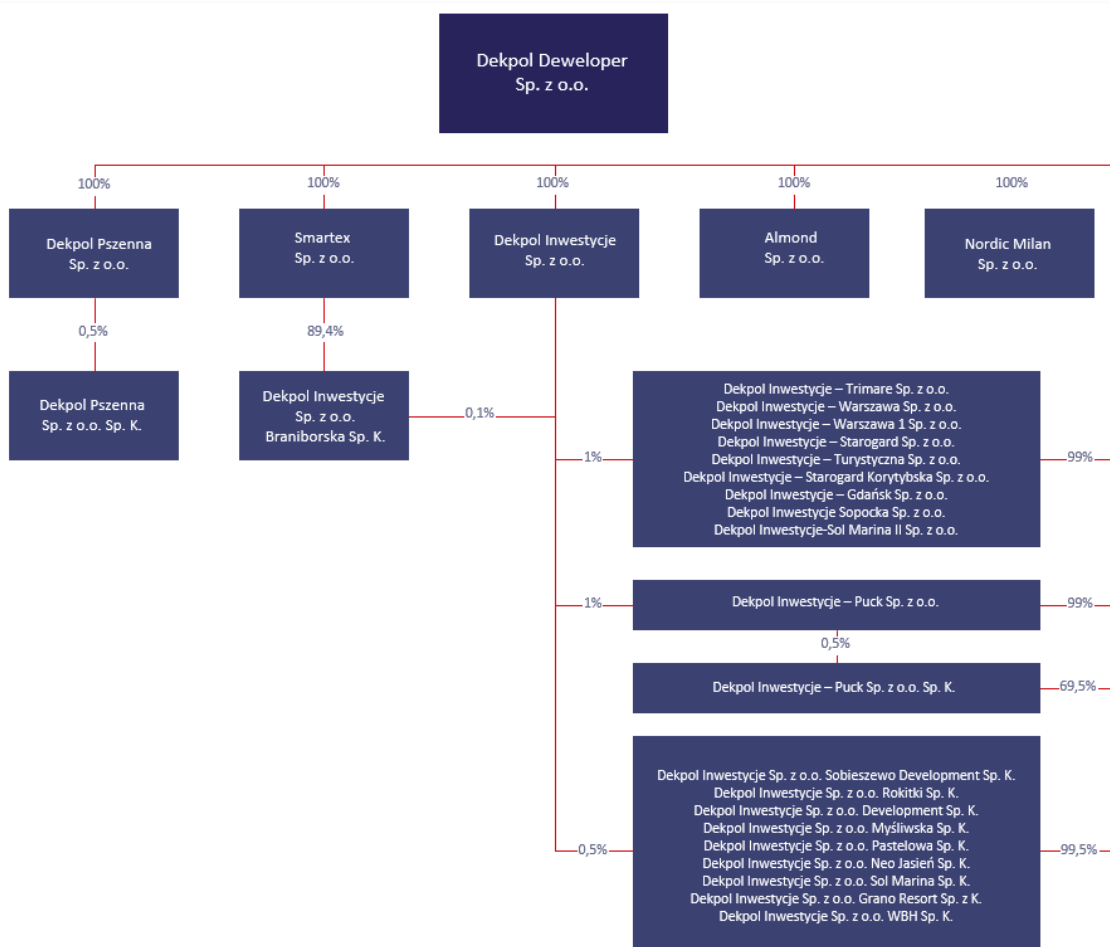 Dekpol Deweloper
Sp. z o.o.
100%
100%
100%
100%
100%
Dekpol Pszenna
Sp. z o.o.
Smartex
Sp. z o.o.
Dekpol Inwestycje
Sp. z o.o.
Almond
Sp. z o.o.
Nordic Milan
Sp. z o.o.
0,5%
89,4%
Dekpol Pszenna
Sp. z o.o. Sp. K.
Dekpol Inwestycje
Sp. z o.o.
Braniborska Sp. K.
0,1%
1%
Dekpol Inwestycje – Trimare Sp. z o.o.
Dekpol Inwestycje – Warszawa Sp. z o.o.
Dekpol Inwestycje – Warszawa 1 Sp. z o.o.
Dekpol Inwestycje – Starogard Sp. z o.o.
Dekpol Inwestycje – Turystyczna Sp. z o.o.
Dekpol Inwestycje – Starogard Korytybska Sp. z o.o.
Dekpol Inwestycje – Gdańsk Sp. z o.o.
Dekpol Inwestycje Sopocka Sp. z o.o.
Dekpol Inwestycje-Sol Marina II Sp. z o.o.
99%
1%
Dekpol Inwestycje – Puck Sp. z o.o.
99%
0,5%
Dekpol Inwestycje – Puck Sp. z o.o. Sp. K.
69,5%
0,5%
Dekpol Inwestycje Sp. z o.o. Sobieszewo Development Sp. K.
Dekpol Inwestycje Sp. z o.o. Rokitki Sp. K.
Dekpol Inwestycje Sp. z o.o. Development Sp. K.
Dekpol Inwestycje Sp. z o.o. Myśliwska Sp. K.
Dekpol Inwestycje Sp. z o.o. Pastelowa Sp. K.
Dekpol Inwestycje Sp. z o.o. Neo Jasień Sp. K.
Dekpol Inwestycje Sp. z o.o. Sol Marina Sp. K.
Dekpol Inwestycje Sp. z o.o. Grano Resort Sp. z K.
Dekpol Inwestycje Sp. z o.o. WBH Sp. K.
99,5%